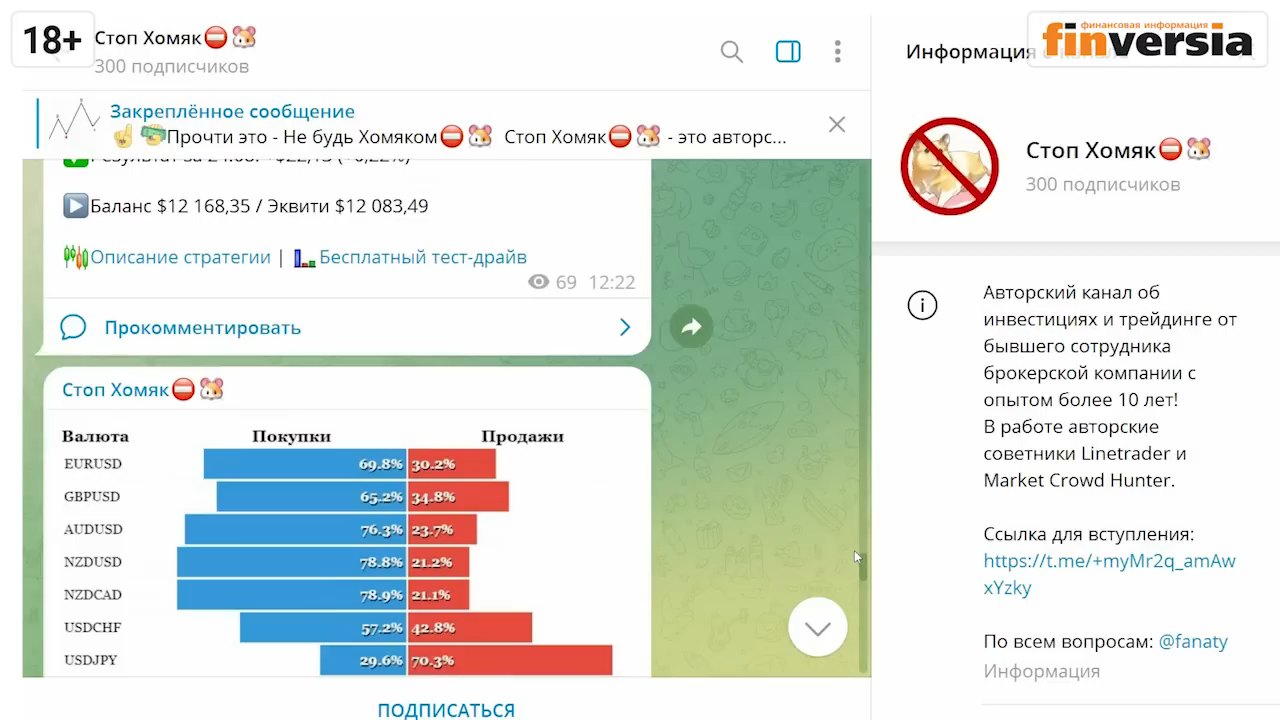 18+
Стоп Хомяк⛔🐹
300 подписчиков
Закреплённое сообщение
☝️💸Прочти это - Не будь Хомяком⛔🐹 Стоп Хомяк⛔🐹 - это авторс...
Баланс $12 168,35 / Эквити $12 083,49
Описание стратегии | Бесплатный тест-драйв
69 12:22
Прокомментировать
Стоп Хомяк⛔🐹
Валюта Покупки Продажи
EURUSD 69.8% 30.2%
GBPUSD 65.2% 34.8%
AUDUSD 76.3% 23.7%
NZDUSD 78.8% 21.2%
NZDCAD 78.9% 21.1%
USDCHF 57.2% 42.8%
USDJPY 29.6% 70.3%
ПОДПИСАТЬСЯ
Информация
финансовая информация
finversia
Стоп Хомяк⛔🐹
300 подписчиков
Авторский канал об
инвестициях и трейдинге от
бывшего сотрудника
брокерской компании с
опытом более 10 лет!
В работе авторские
советники Linetrader и
Market Crowd Hunter.
Ссылка для вступления:
https://t.me/+myMr2q_amAw
xYzky
По всем вопросам: @fanaty
Информация